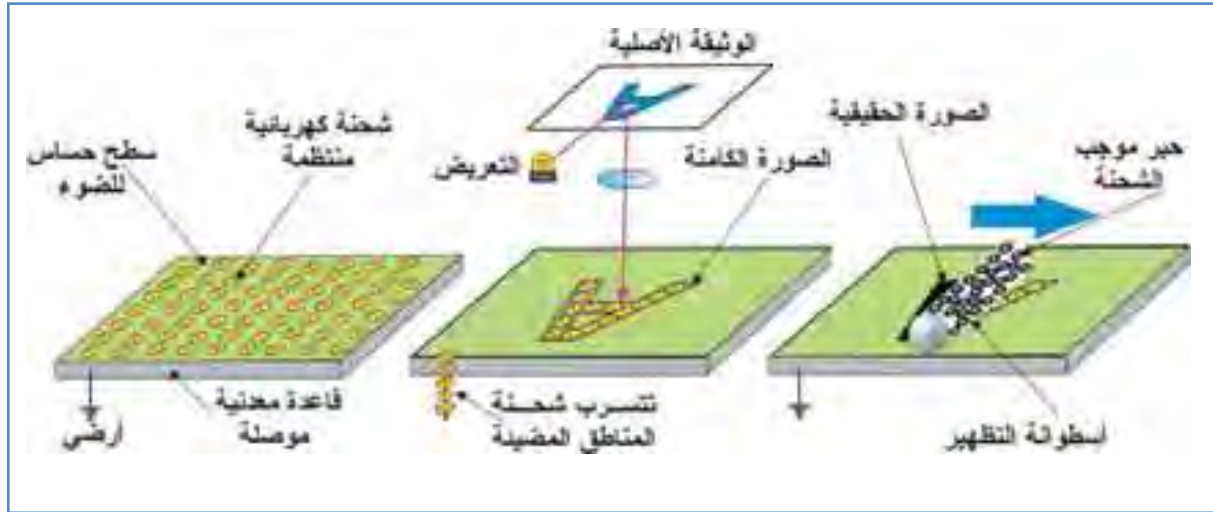 الوثيقة الأصلية
شحنة كهربائية
منتظمة
سطح حساس
للضوء
التعريض
الصورة الكامنة
الصورة الحقيقية
حبر موجب
الشحنة
أرضي
قاعدة معدنية
موصلة
تتسرب شحنة
المناطق المضيئة
أسطوانة التظهير